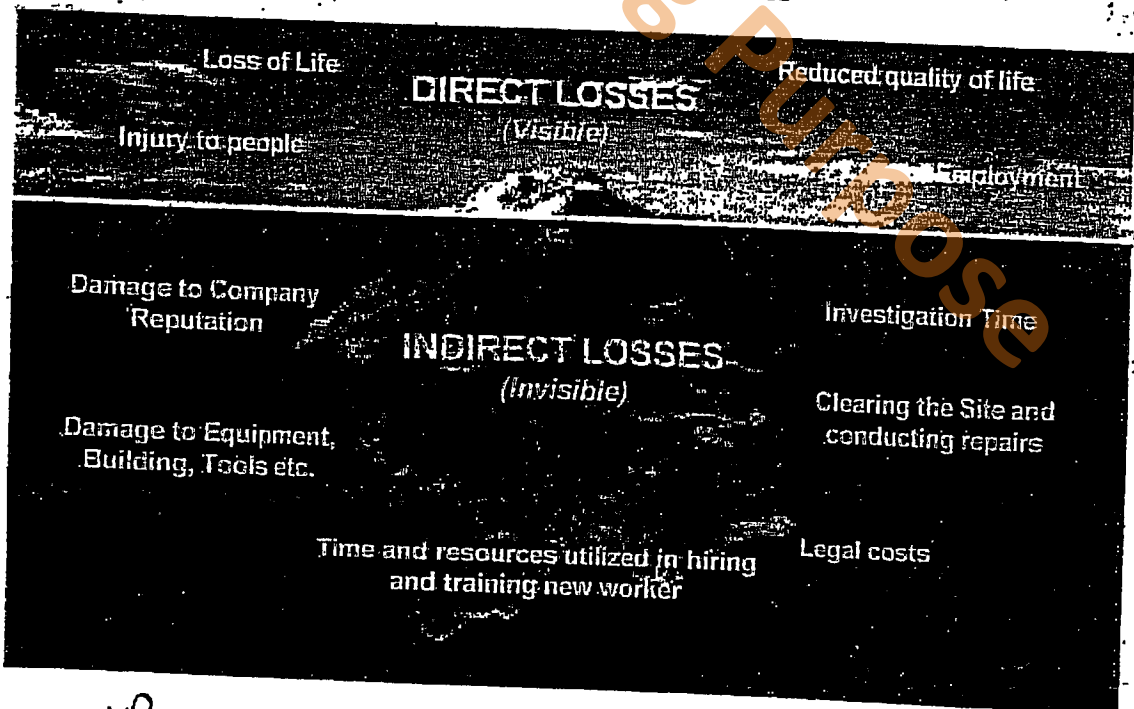 Loss of Life
DIRECT LOSSES
(Visible)
Reduced quality of life
Injury to people
Employment
Damage to Company
Reputation
INDIRECT LOSSES
(Invisible)
Investigation Time
Damage to Equipment,
Building, Tools etc.
Clearing the Site and
conducting repairs
Time and resources utilized in hiring
and training new worker
Legal costs
Purpose